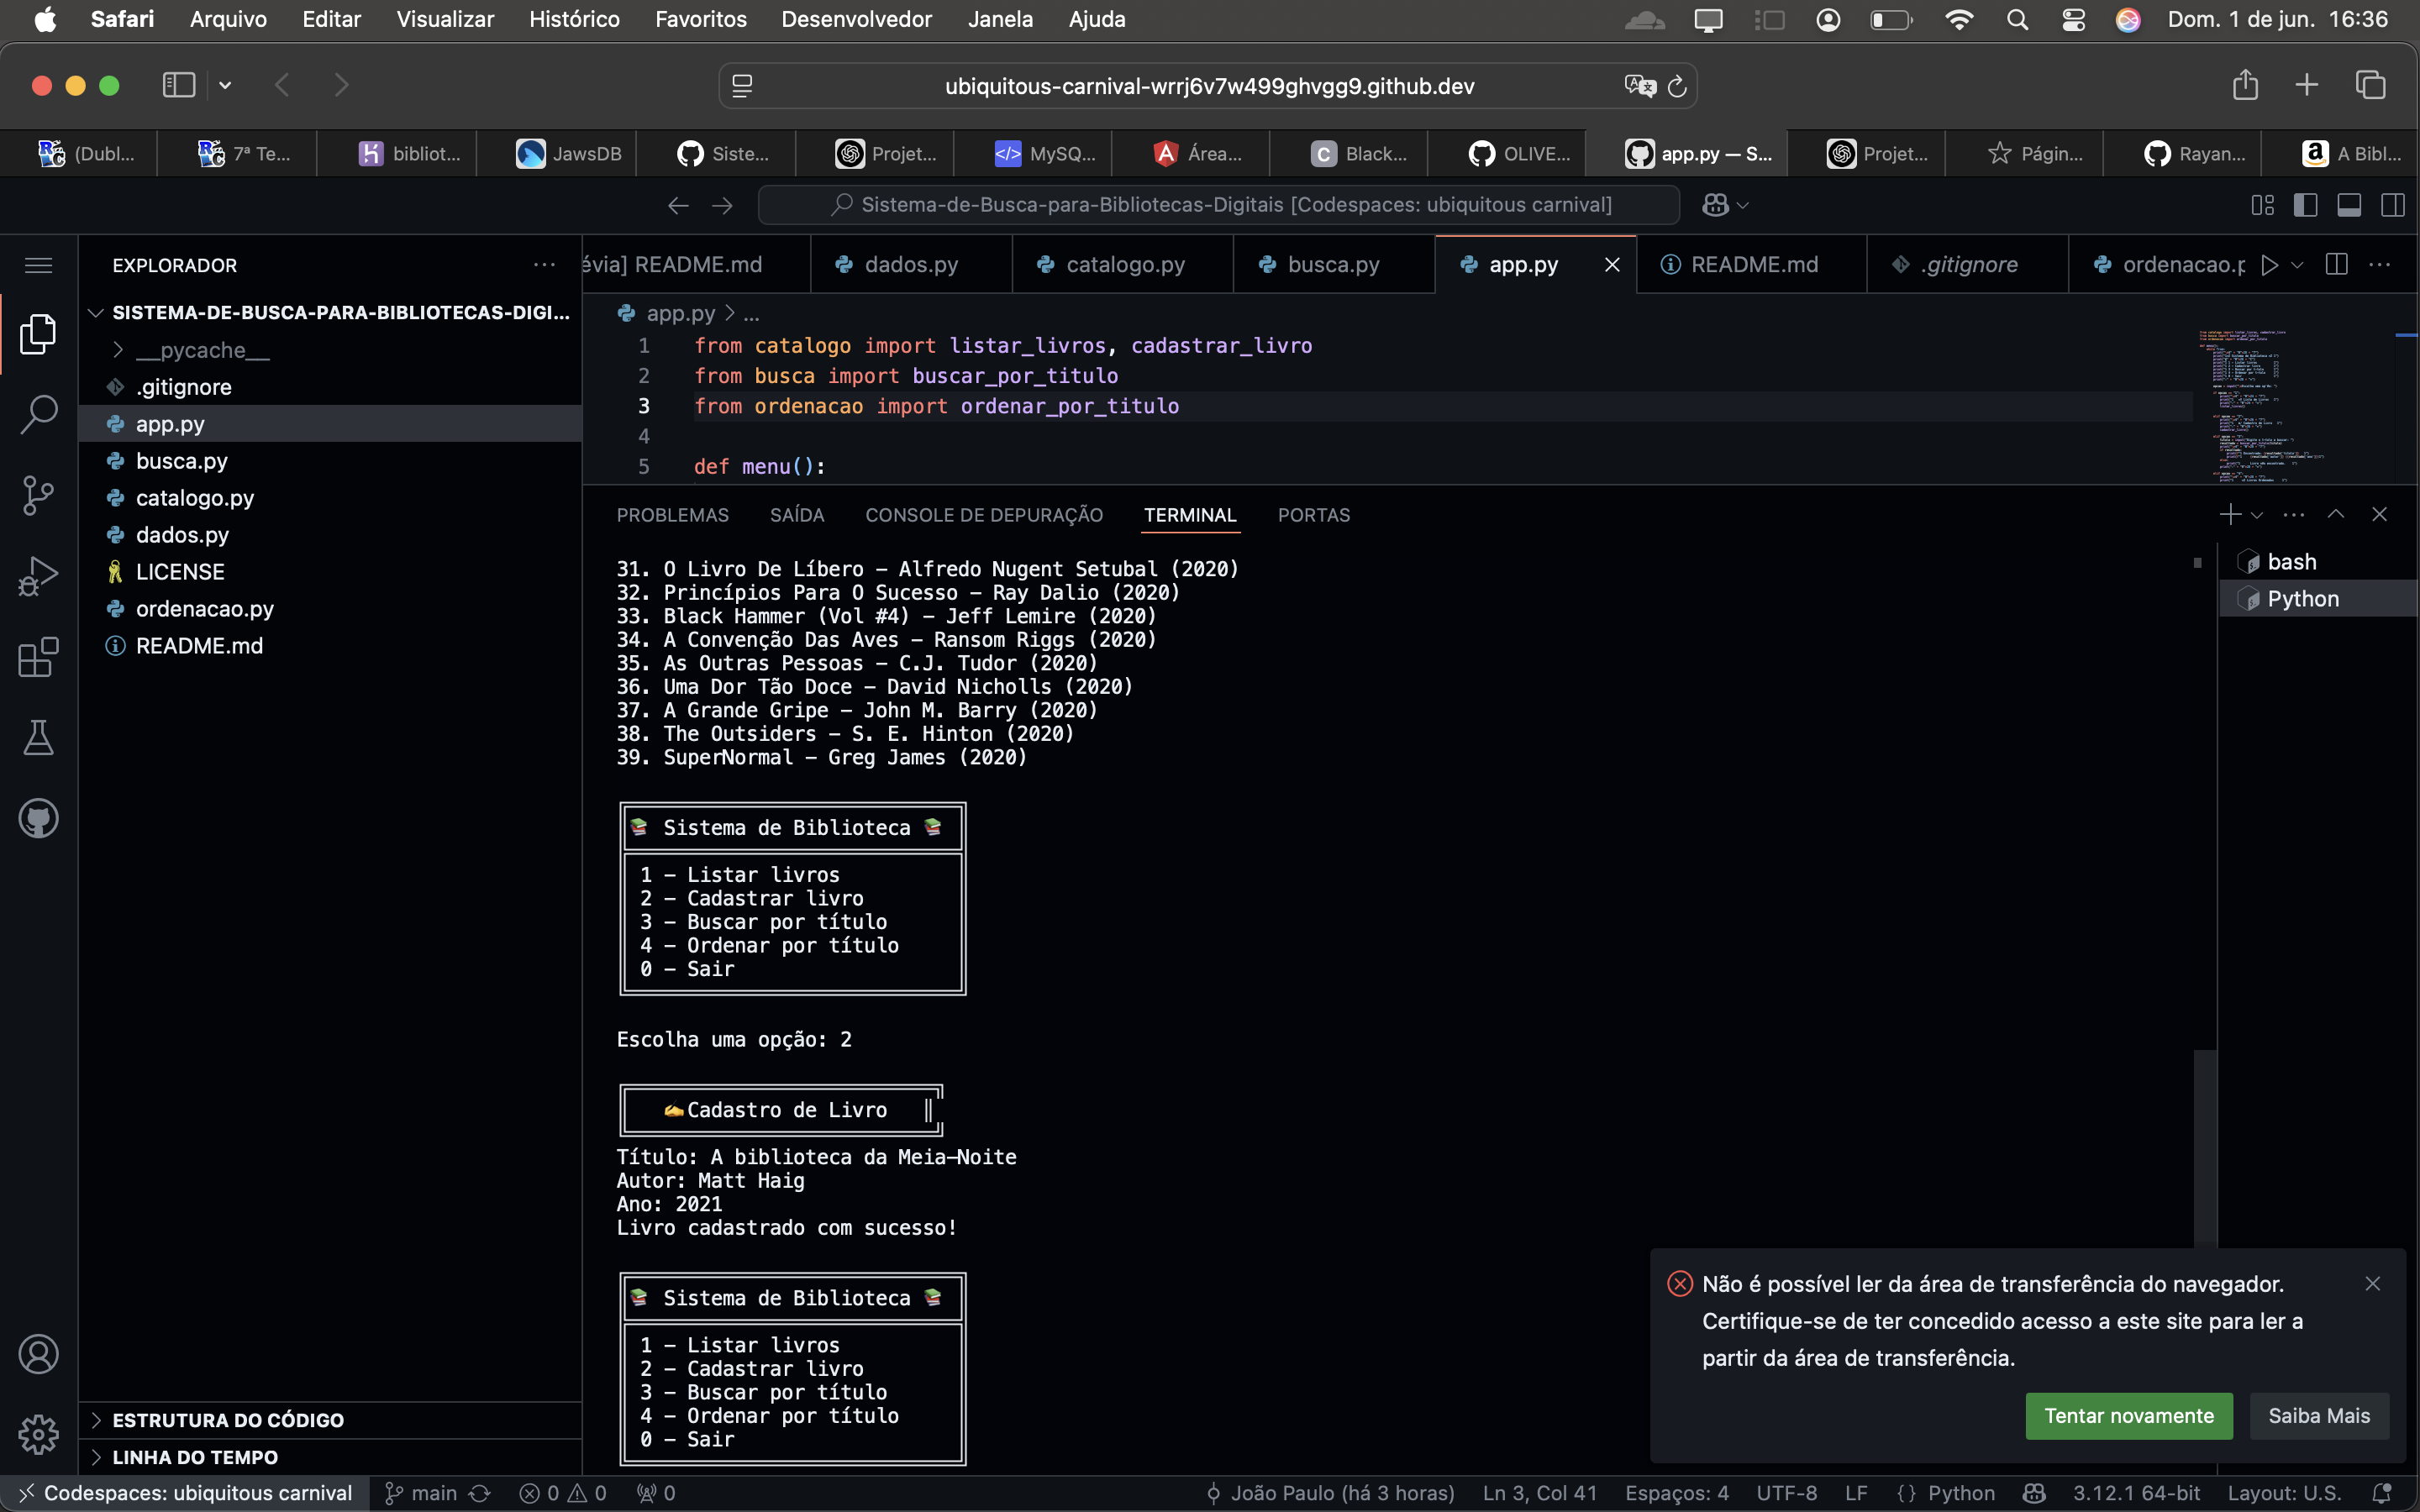 Safari Arquivo Editar Visualizar Histórico Favoritos Desenvolvedor Janela Ajuda Dom. 1 de jun. 16:36
ubiquitous-carnival-wrrj6v7w499ghvgg9.github.dev
(Dubl... 7ª Te... bibliot... JawsDB Siste... Projet... MySQ... Área... Black... OLIVE... app.py — S... Projet... Págin... Rayan... A Bibl...
Sistema-de-Busca-para-Bibliotecas-Digitais [Codespaces: ubiquitous carnival]
EXPLORADOR
SISTEMA-DE-BUSCA-PARA-BIBLIOTECAS-DIGI...
__pycache__
.gitignore
app.py
busca.py
catalogo.py
dados.py
LICENSE
ordenacao.py
README.md
ESTRUTURA DO CÓDIGO
LINHA DO TEMPO
évia] README.md dados.py catalogo.py busca.py app.py README.md .gitignore ordenacao.p
app.py > ...
1 from catalogo import listar_livros, cadastrar_livro
2 from busca import buscar_por_titulo
3 from ordenacao import ordenar_por_titulo
4
5 def menu():
PROBLEMAS SAÍDA CONSOLE DE DEPURAÇÃO TERMINAL PORTAS
bash
Python
31. O Livro De Líbero - Alfredo Nugent Setubal (2020)
32. Princípios Para O Sucesso - Ray Dalio (2020)
33. Black Hammer (Vol #4) - Jeff Lemire (2020)
34. A Convenção Das Aves - Ransom Riggs (2020)
35. As Outras Pessoas - C.J. Tudor (2020)
36. Uma Dor Tão Doce - David Nicholls (2020)
37. A Grande Gripe - John M. Barry (2020)
38. The Outsiders - S. E. Hinton (2020)
39. SuperNormal - Greg James (2020)
📚 Sistema de Biblioteca 📚
1 - Listar livros
2 - Cadastrar livro
3 - Buscar por título
4 - Ordenar por título
0 - Sair
Escolha uma opção: 2
✍️Cadastro de Livro
Título: A biblioteca da Meia-Noite
Autor: Matt Haig
Ano: 2021
Livro cadastrado com sucesso!
📚 Sistema de Biblioteca 📚
1 - Listar livros
2 - Cadastrar livro
3 - Buscar por título
4 - Ordenar por título
0 - Sair
Não é possível ler da área de transferência do navegador.
Certifique-se de ter concedido acesso a este site para ler a
partir da área de transferência.
Tentar novamente Saiba Mais
Codespaces: ubiquitous carnival main 0 0 0 João Paulo (há 3 horas) Ln 3, Col 41 Espaços: 4 UTF-8 LF {} Python 3.12.1 64-bit Layout: U.S.